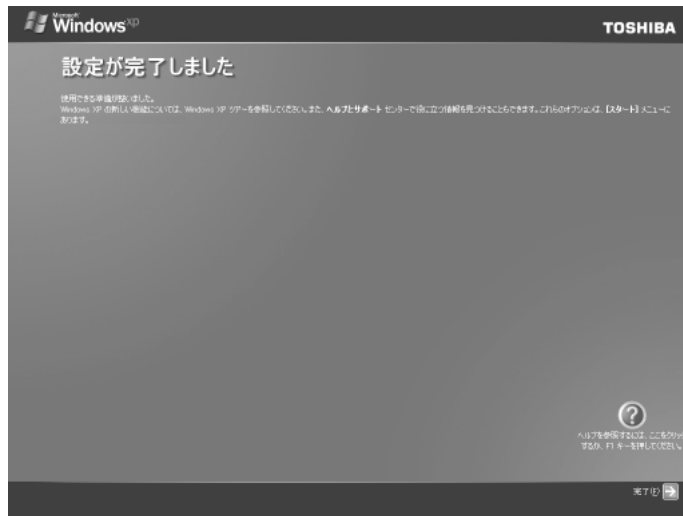 Microsoft
Windows xp
TOSHIBA
設定が完了しました
使用できる準備が整いました。
Windows XP の新しい機能については、Windows XP ツアーを参照してください。また、ヘルプとサポート センターで役に立つ情報を見つけることもできます。これらのオプションは、[スタート] メニューに
あります。
ヘルプを参照するには、ここをクリッ
するか、F1 キーを押してください。
完了(F)